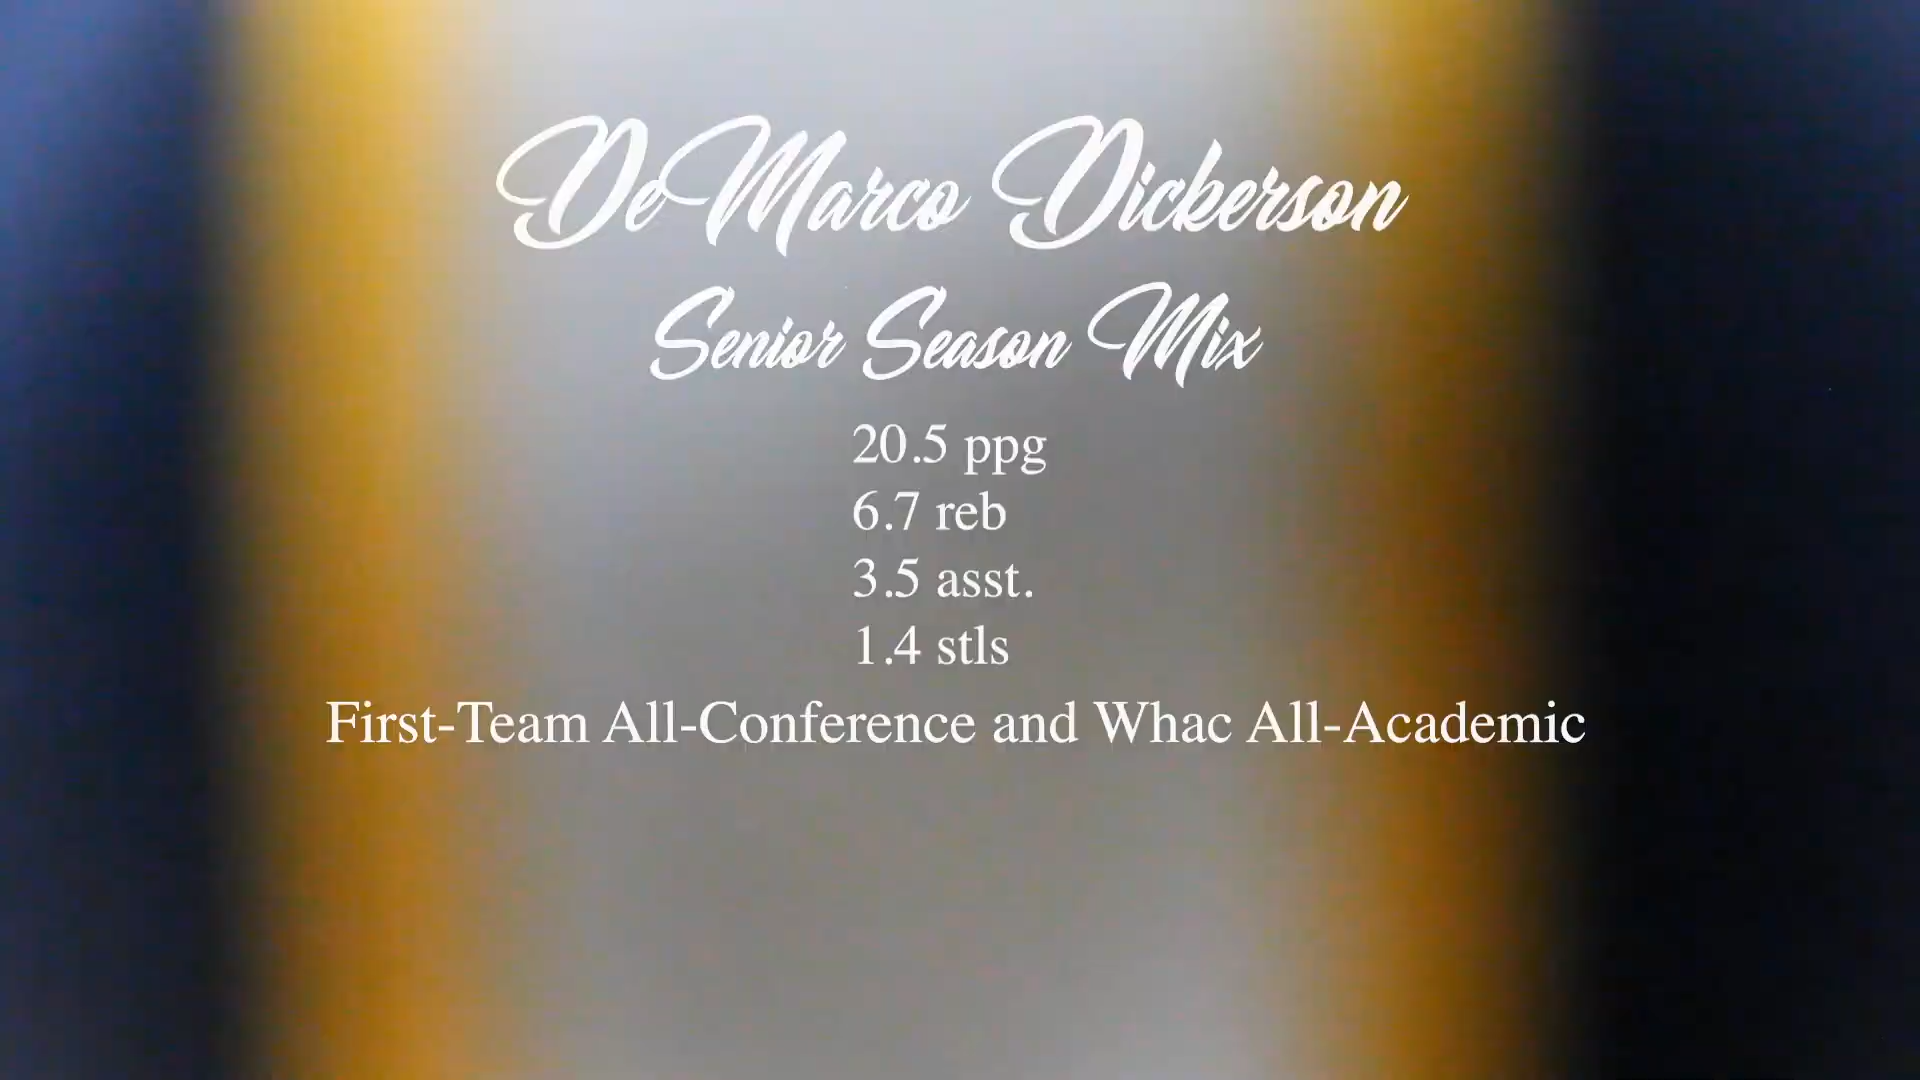 DeMarco Dickerson
Senior Season Mix
20.5 ppg
6.7 reb
3.5 asst.
1.4 stls
First-Team All-Conference and Whac All-Academic